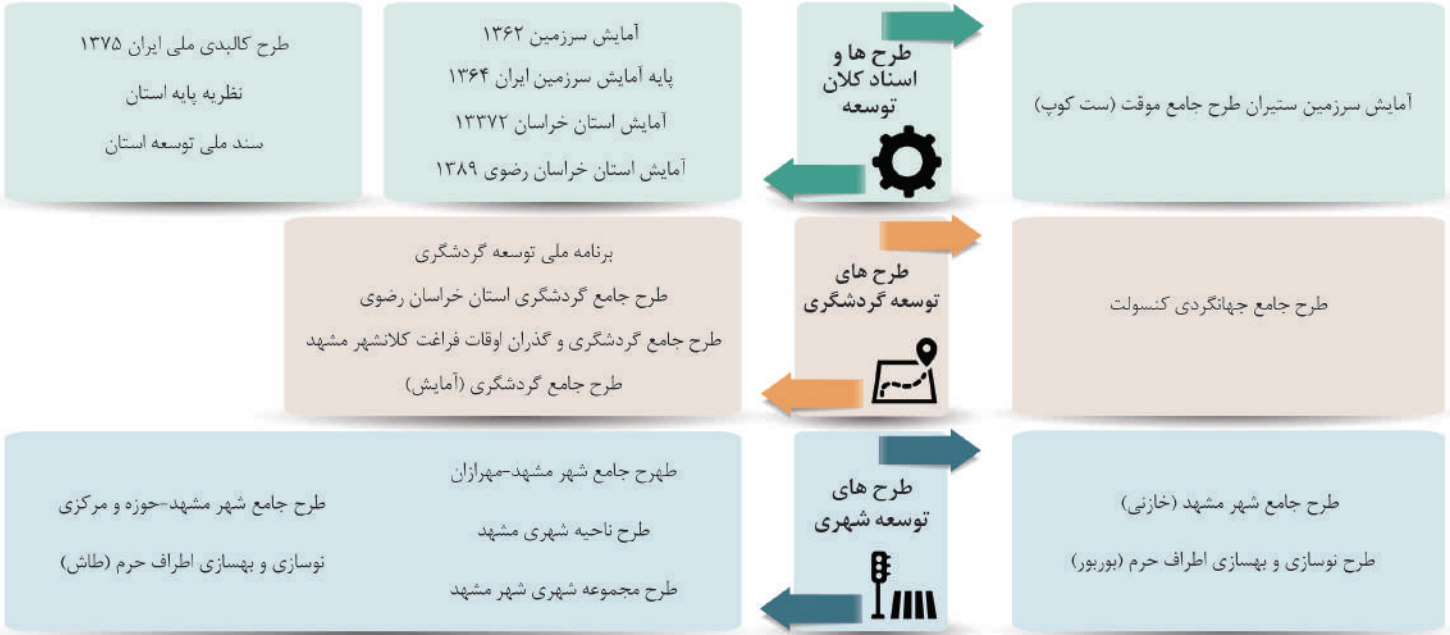 آمایش سرزمین ستیران طرح جامع موقت (ست کوپ)
طرح ها و
اسناد کلان
توسعه
آمایش سرزمین ۱۳۶۲
پایه آمایش سرزمین ایران ۱۳۶۴
آمایش استان خراسان ۱۳۳۷۲
آمایش استان خراسان رضوی ۱۳۸۹
طرح کالبدی ملی ایران ۱۳۷۵
نظریه پایه استان
سند ملی توسعه استان
طرح جامع جهانگردی کنسولت
طرح های
توسعه گردشگری
برنامه ملی توسعه گردشگری
طرح جامع گردشگری استان خراسان رضوی
طرح جامع گردشگری و گذران اوقات فراغت کلانشهر مشهد
طرح جامع گردشگری (آمایش)
طرح جامع شهر مشهد (خازنی)
طرح نوسازی و بهسازی اطراف حرم (بوربور)
طرح های
توسعه شهری
طهرح جامع شهر مشهد-مهرازان
طرح ناحیه شهری مشهد
طرح مجموعه شهری شهر مشهد
طرح جامع شهر مشهد-حوزه و مرکزی
نوسازی و بهسازی اطراف حرم (طاش)